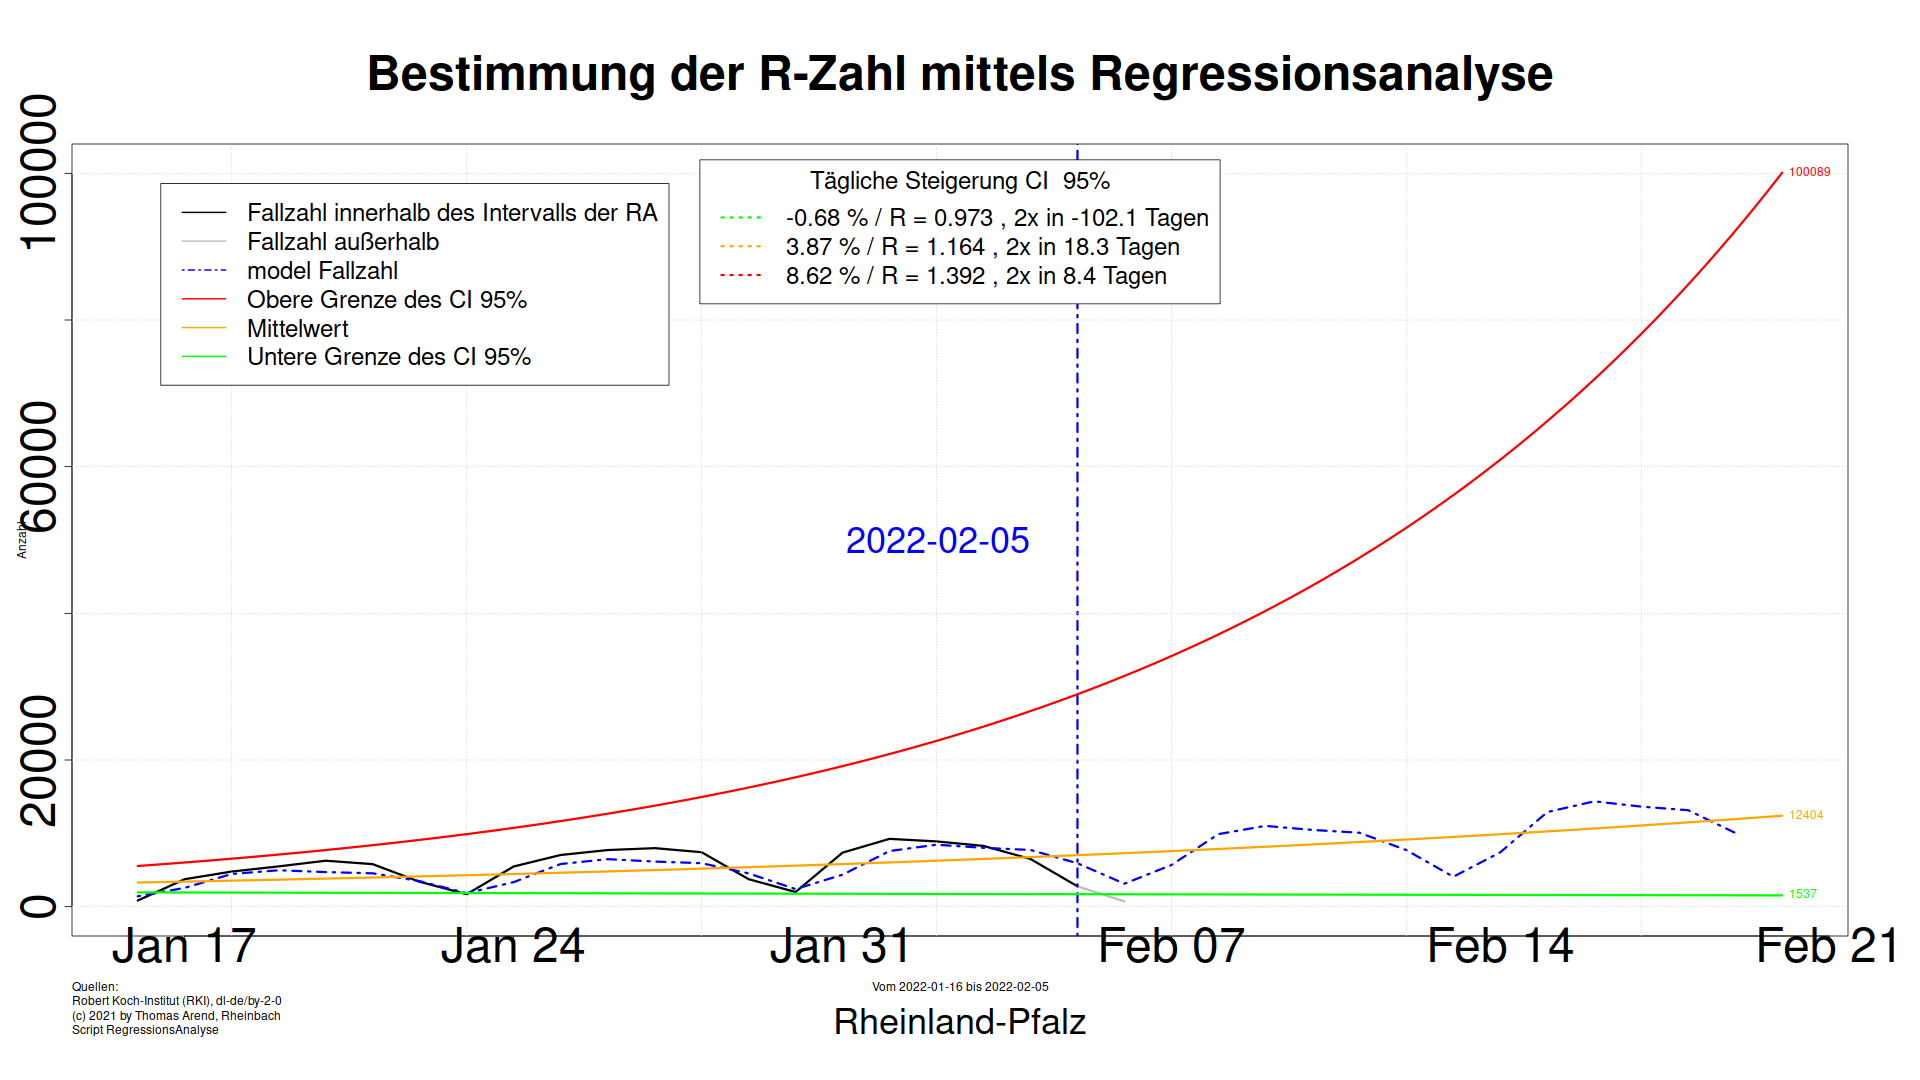 Bestimmung der R-Zahl mittels Regressionsanalyse
Anzahl
100000
60000
20000
0
Fallzahl innerhalb des Intervalls der RA
Fallzahl außerhalb
model Fallzahl
Obere Grenze des CI 95%
Mittelwert
Untere Grenze des CI 95%
Tägliche Steigerung CI  95%
-0.68 % / R = 0.973 , 2x in -102.1 Tagen
3.87 % / R = 1.164 , 2x in 18.3 Tagen
8.62 % / R = 1.392 , 2x in 8.4 Tagen
100089
2022-02-05
12404
1537
Jan 17 Jan 24 Jan 31 Feb 07 Feb 14 Feb 21
Quellen:
Robert Koch-Institut (RKI), dl-de/by-2-0
(c) 2021 by Thomas Arend, Rheinbach
Script RegressionsAnalyse
Vom 2022-01-16 bis 2022-02-05
Rheinland-Pfalz